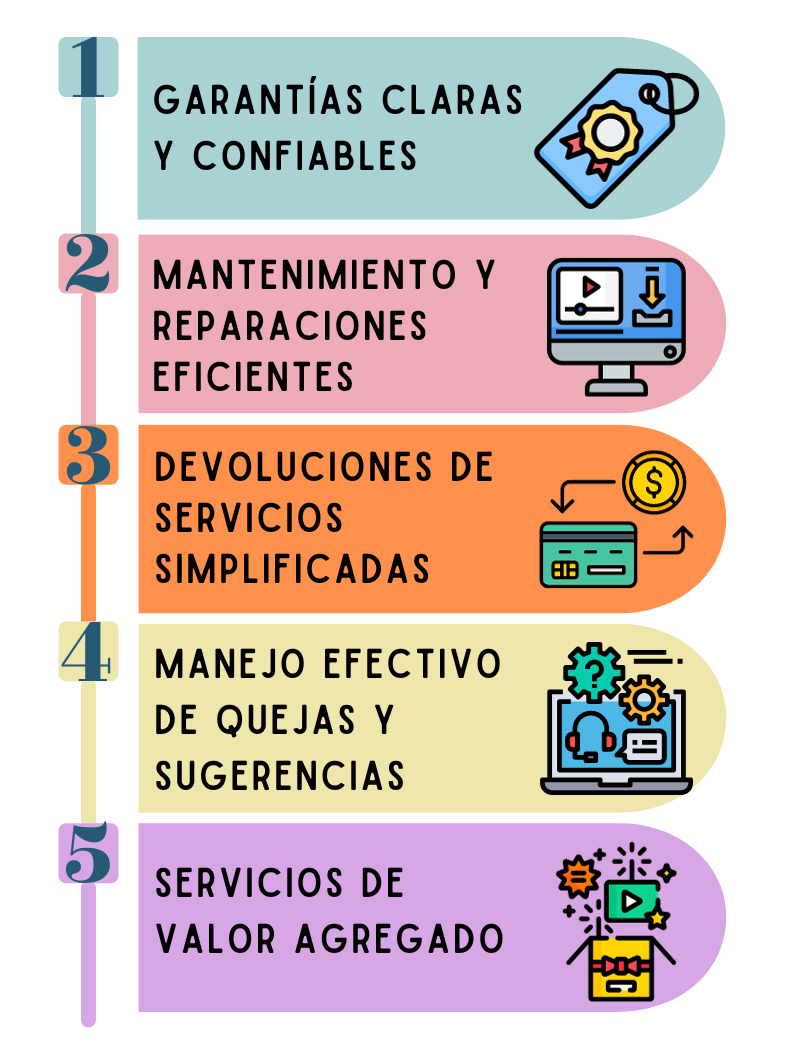 1
GARANTÍAS CLARAS
Y CONFIABLES
2
MANTENIMIENTO Y
REPARACIONES
EFICIENTES
3
DEVOLUCIONES DE
SERVICIOS
SIMPLIFICADAS
$
4
MANEJO EFECTIVO
DE QUEJAS Y
SUGERENCIAS
?
5
SERVICIOS DE
VALOR AGREGADO